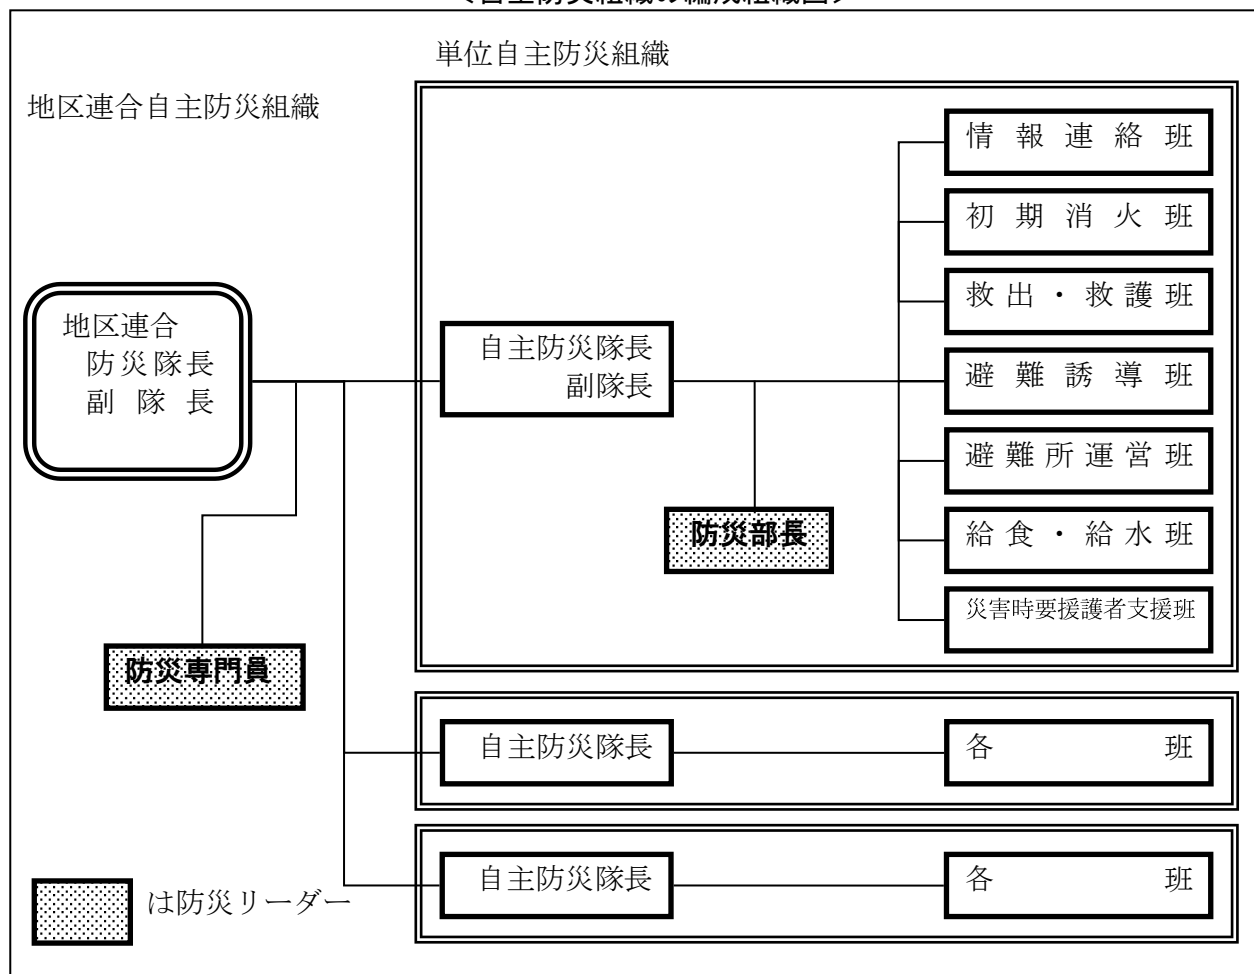 単位自主防災組織
地区連合自主防災組織
情報連絡班
初期消火班
救出・救護班
地区連合
防災隊長
副隊長
自主防災隊長
副隊長
避難誘導班
避難所運営班
防災部長
給食・給水班
災害時要援護者支援班
防災専門員
自主防災隊長
各班
自主防災隊長
各班
は防災リーダー